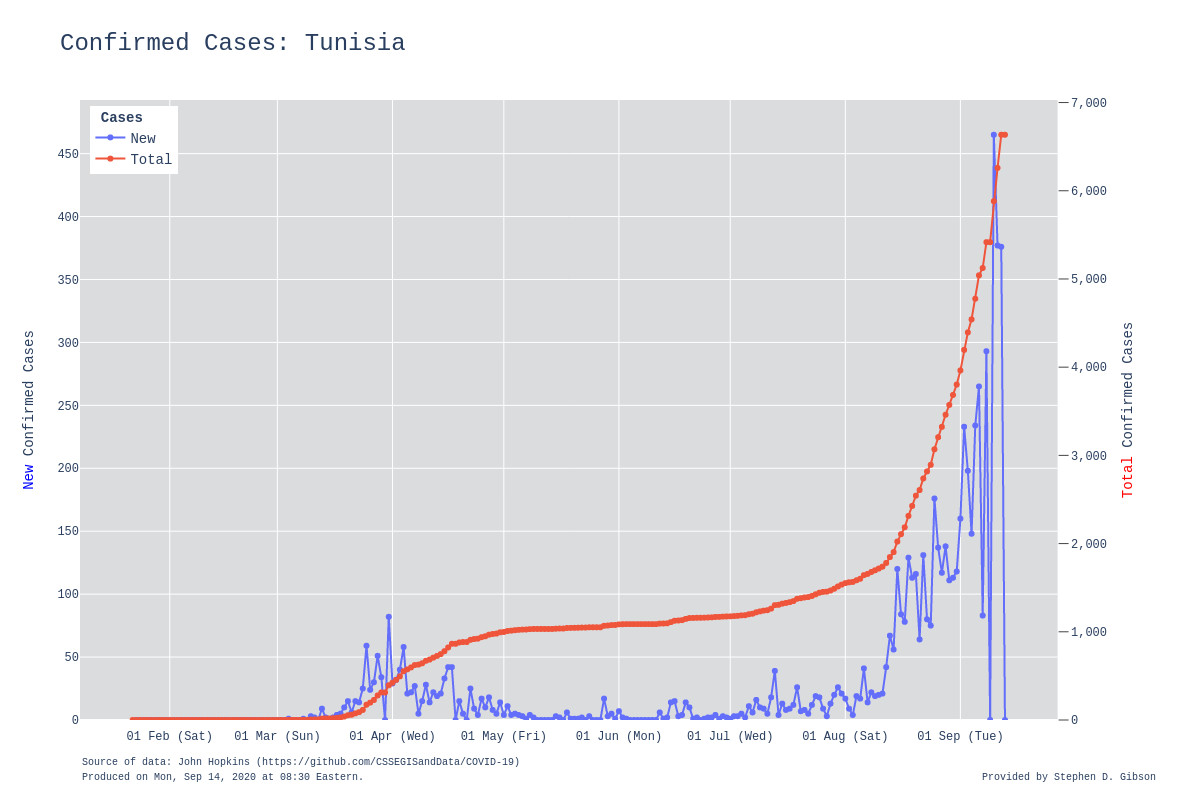 Confirmed Cases: Tunisia
Cases
New
Total
450
400
350
300
250
200
150
100
50
0
7,000
6,000
5,000
4,000
3,000
2,000
1,000
0
New Confirmed Cases
Total Confirmed Cases
01 Feb (Sat)
01 Mar (Sun)
01 Apr (Wed)
01 May (Fri)
01 Jun (Mon)
01 Jul (Wed)
01 Aug (Sat)
01 Sep (Tue)
Source of data: John Hopkins (https://github.com/CSSEGISandData/COVID-19)
Produced on Mon, Sep 14, 2020 at 08:30 Eastern.
Provided by Stephen D. Gibson